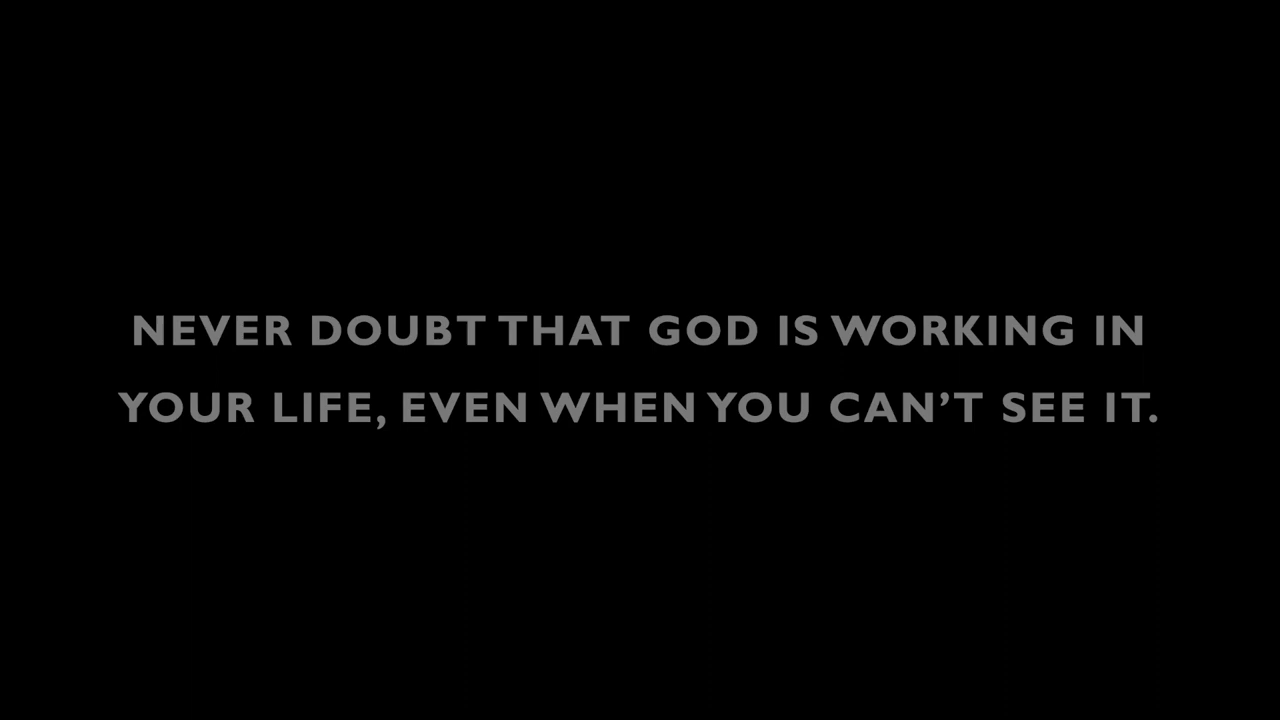 NEVER DOUBT THAT GOD IS WORKING IN
YOUR LIFE, EVEN WHEN YOU CAN’T SEE IT.